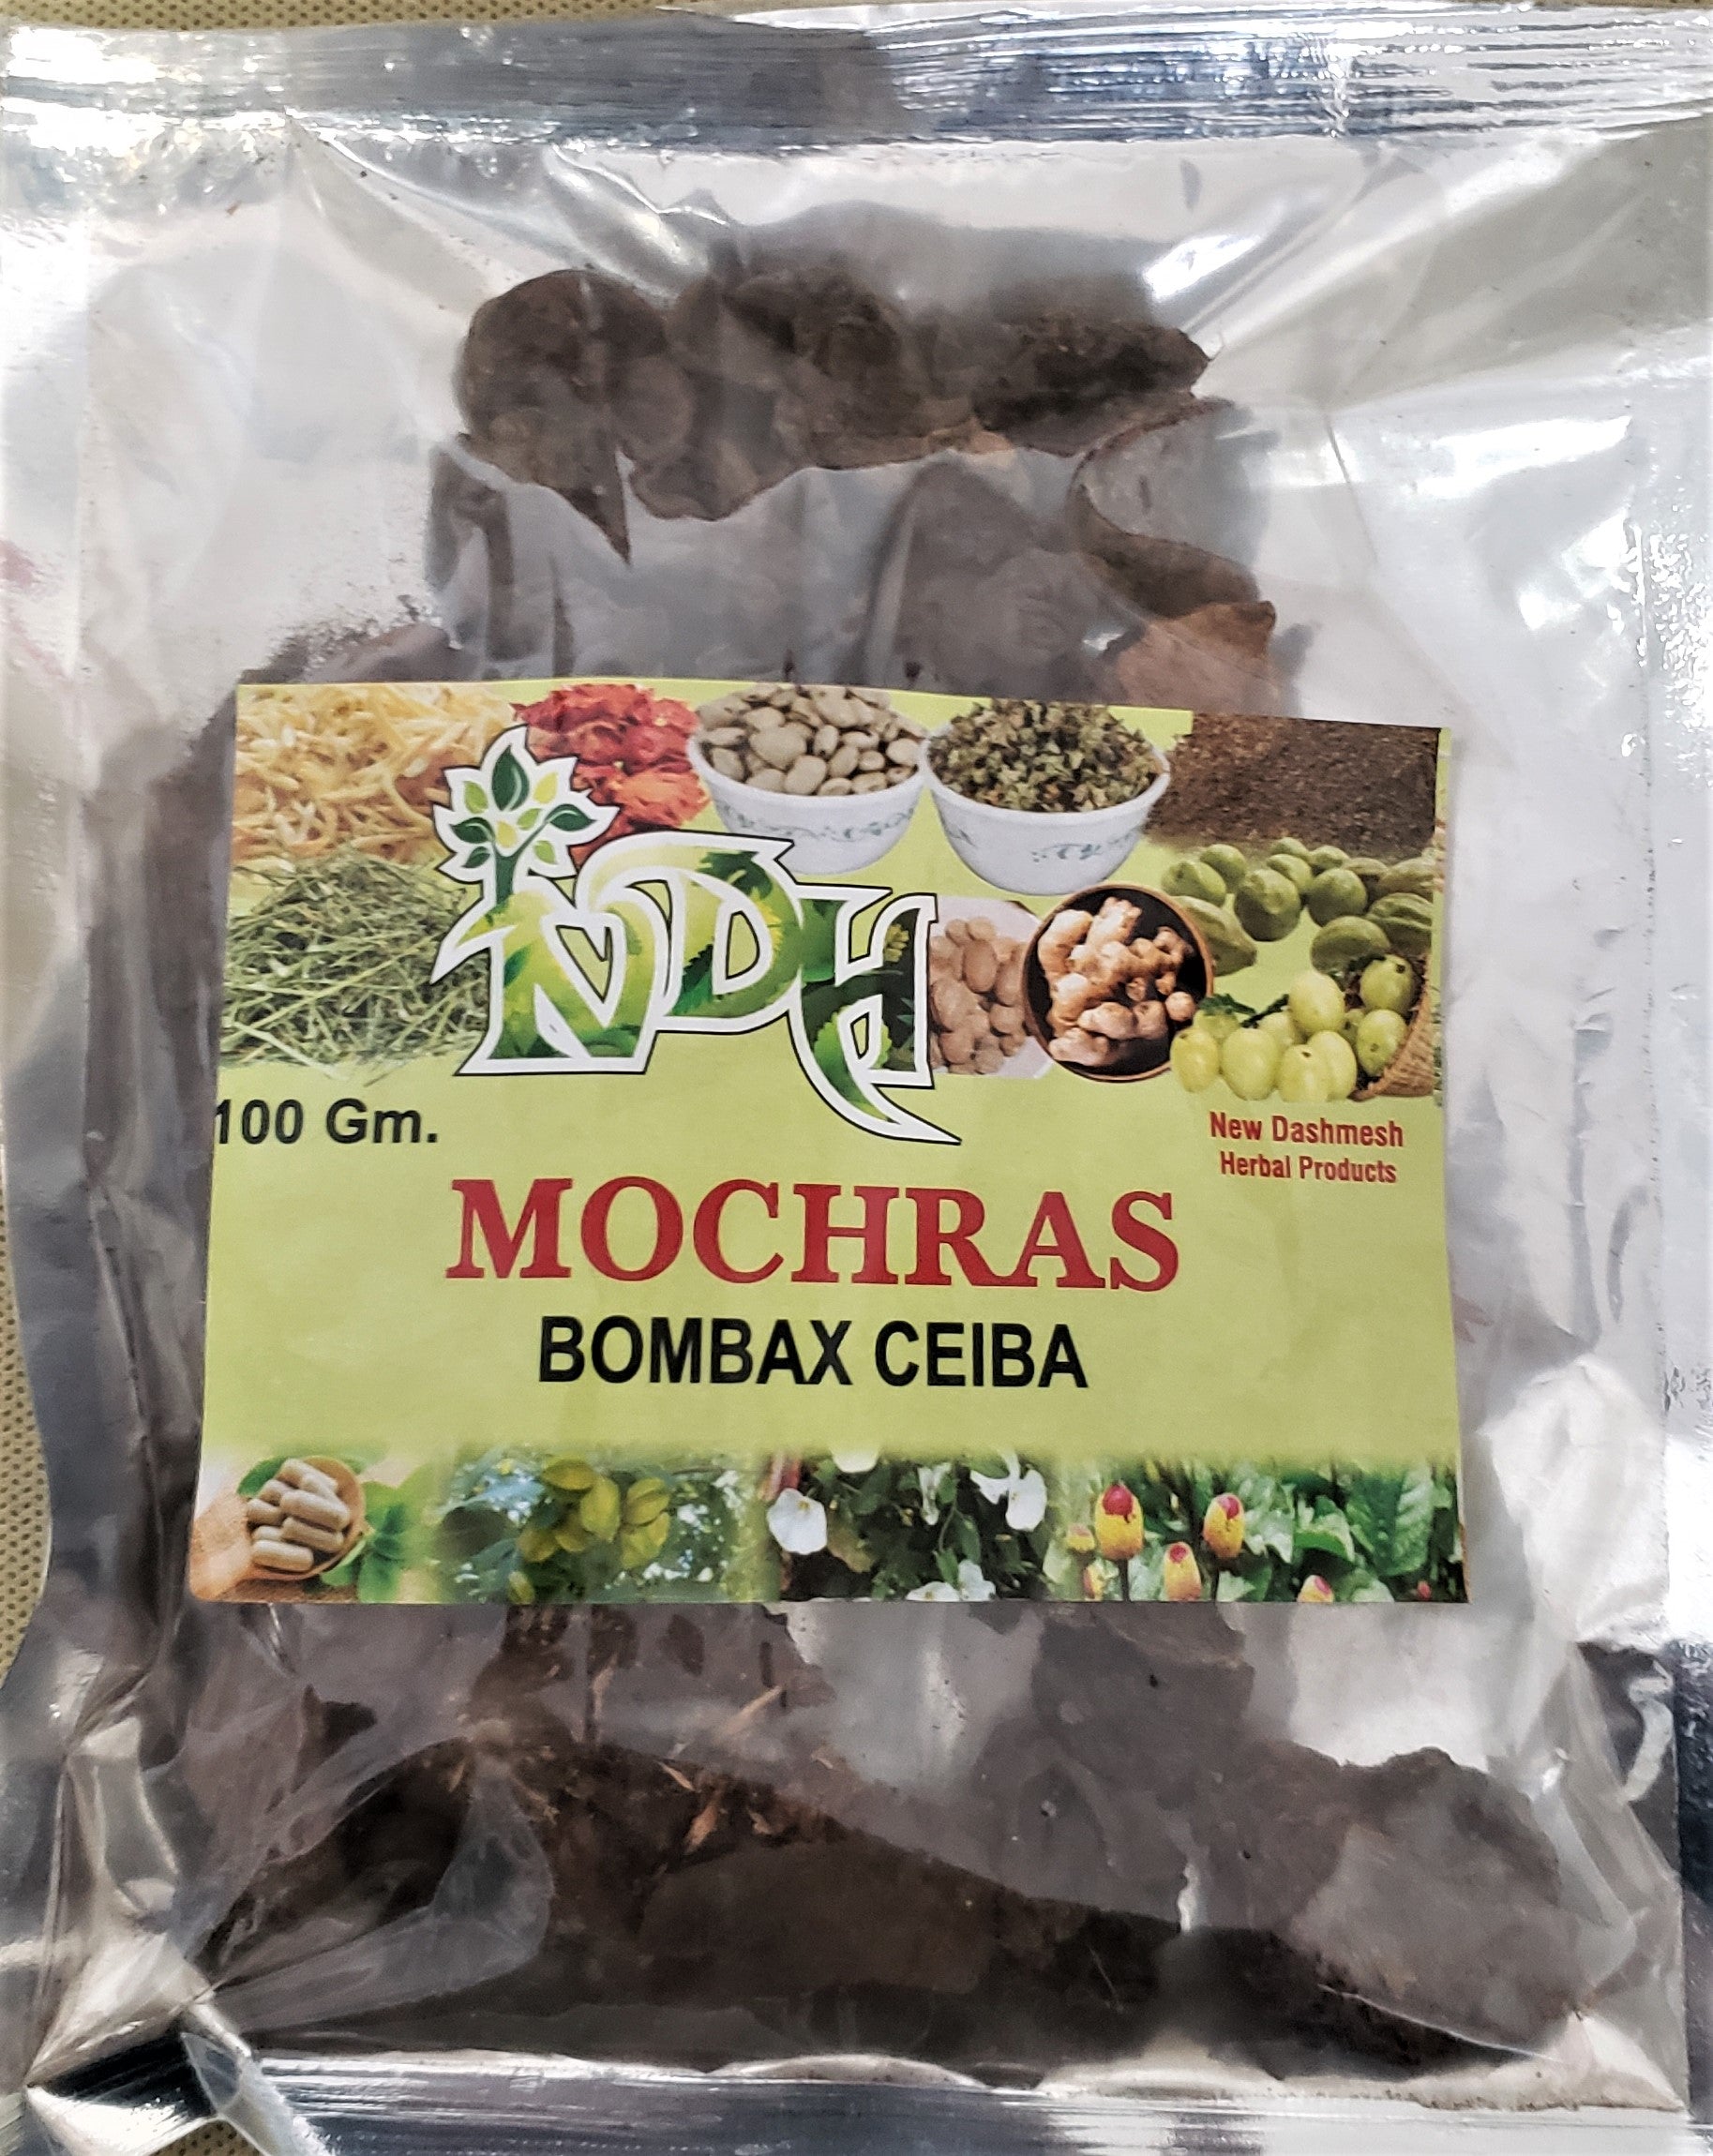 NDH
100 Gm.
New Dashmesh
Herbal Products
MOCHRAS
BOMBAX CEIBA